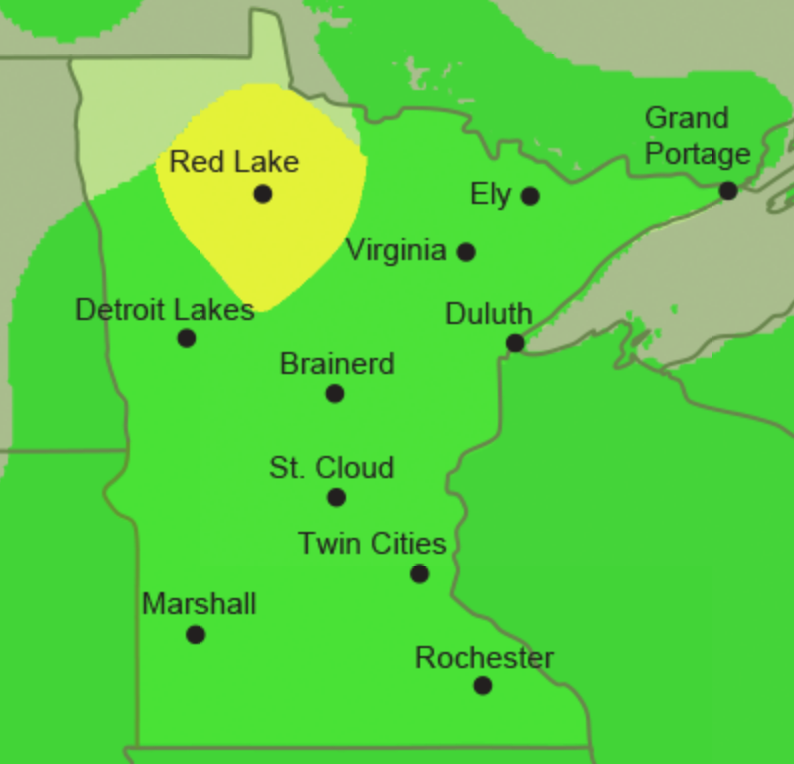 Grand
Portage
Red Lake
Ely
Virginia
Detroit Lakes
Duluth
Brainerd
St. Cloud
Twin Cities
Marshall
Rochester